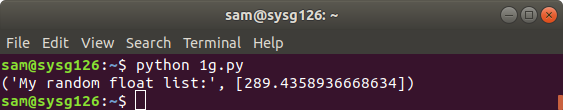 sam@sysg126: ~
File Edit View Search Terminal Help
sam@sysg126:~$ python 1g.py
('My random float list:', [289.4358936668634])
sam@sysg126:~$